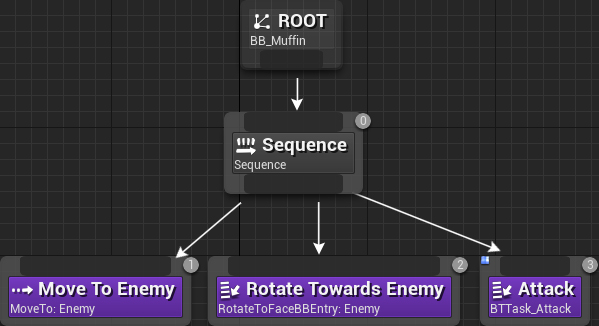 ROOT
BB_Muffin
0
Sequence
Sequence
1
2
3
Move To Enemy
MoveTo: Enemy
Rotate Towards Enemy
RotateToFaceBBEntry: Enemy
Attack
BTTask_Attack